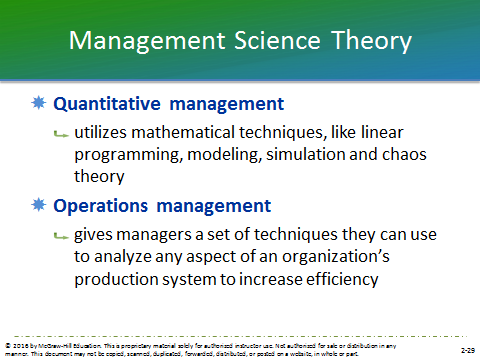 Management Science Theory
Quantitative management
utilizes mathematical techniques, like linear
programming, modeling, simulation and chaos
theory
Operations management
gives managers a set of techniques they can use
to analyze any aspect of an organization’s
production system to increase efficiency
© 2016 by McGraw-Hill Education. This is proprietary material solely for authorized instructor use. Not authorized for sale or distribution in any
manner. This document may not be copied, scanned, duplicated, forwarded, distributed, or posted on a website, in whole or part.
2-29